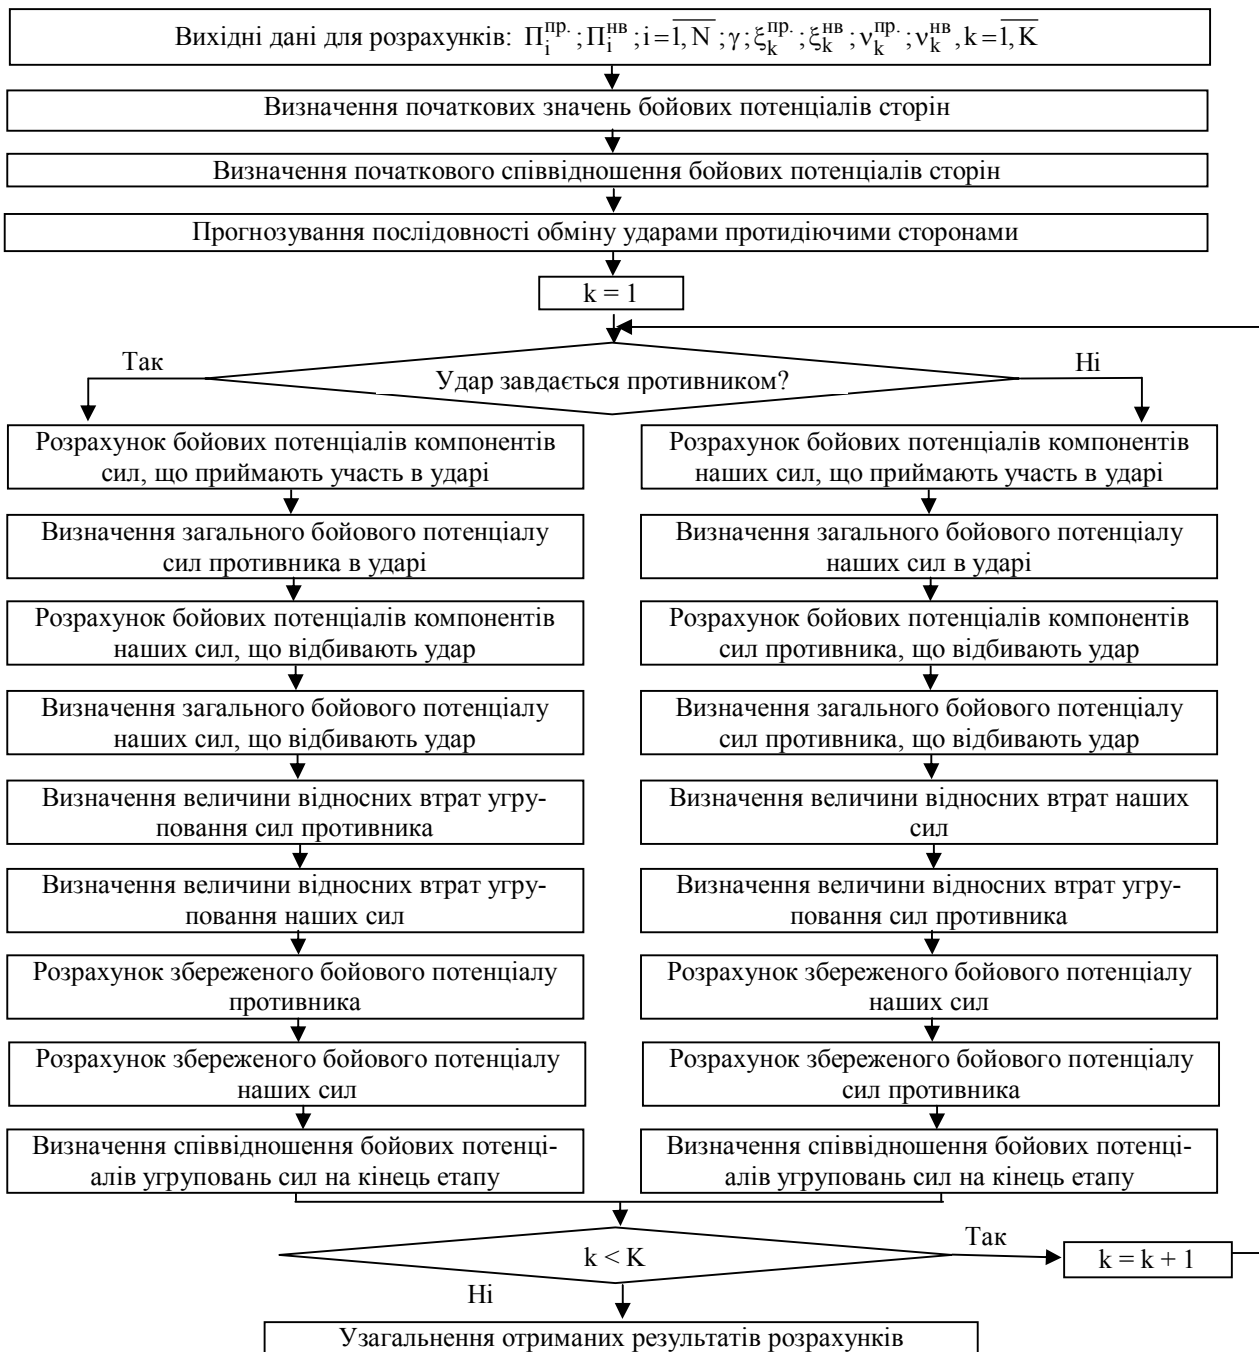 Вихідні дані для розрахунків: Π_i^{пр.}; Π_i^{нв}; i = \overline{1, N}; γ; ξ_k^{пр.}; ξ_k^{нв}; ν_k^{пр.}; ν_k^{нв}, k = \overline{1, K}
Визначення початкових значень бойових потенціалів сторін
Визначення початкового співвідношення бойових потенціалів сторін
Прогнозування послідовності обміну ударами протидіючими сторонами
k = 1
Так
Удар завдається противником?
Ні
Розрахунок бойових потенціалів компонентів
сил, що приймають участь в ударі
Визначення загального бойового потенціалу
сил противника в ударі
Розрахунок бойових потенціалів компонентів
наших сил, що відбивають удар
Визначення загального бойового потенціалу
наших сил, що відбивають удар
Визначення величини відносних втрат угру-
повання сил противника
Визначення величини відносних втрат угру-
повання наших сил
Розрахунок збереженого бойового потенціалу
противника
Розрахунок збереженого бойового потенціалу
наших сил
Визначення співвідношення бойових потенці-
алів угруповань сил на кінець етапу
Розрахунок бойових потенціалів компонентів
наших сил, що приймають участь в ударі
Визначення загального бойового потенціалу
наших сил в ударі
Розрахунок бойових потенціалів компонентів
сил противника, що відбивають удар
Визначення загального бойового потенціалу
сил противника, що відбивають удар
Визначення величини відносних втрат наших
сил
Визначення величини відносних втрат угру-
повання сил противника
Розрахунок збереженого бойового потенціалу
наших сил
Розрахунок збереженого бойового потенціалу
сил противника
Визначення співвідношення бойових потенці-
алів угруповань сил на кінець етапу
k < K
Так
k = k + 1
Ні
Узагальнення отриманих результатів розрахунків